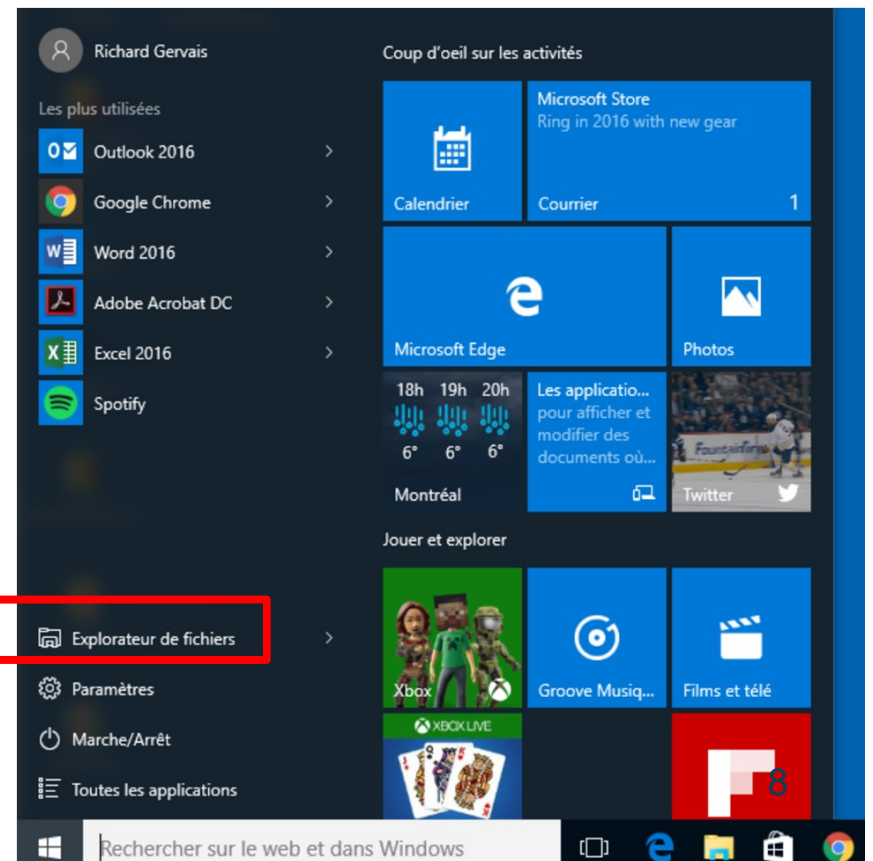 Richard Gervais
Les plus utilisées
Outlook 2016
Google Chrome
Word 2016
Adobe Acrobat DC
Excel 2016
Spotify
Explorateur de fichiers
Paramètres
Marche/Arrêt
Toutes les applications
Coup d'oeil sur les activités
Calendrier
Microsoft Store
Ring in 2016 with new gear
Courrier 1
Microsoft Edge
Photos
18h 19h 20h
6° 6° 6°
Montréal
Les applicatio...
pour afficher et
modifier des
documents où...
Twitter
Jouer et explorer
Xbox
Groove Musiq...
Films et télé
XBOX LIVE
8
Rechercher sur le web et dans Windows